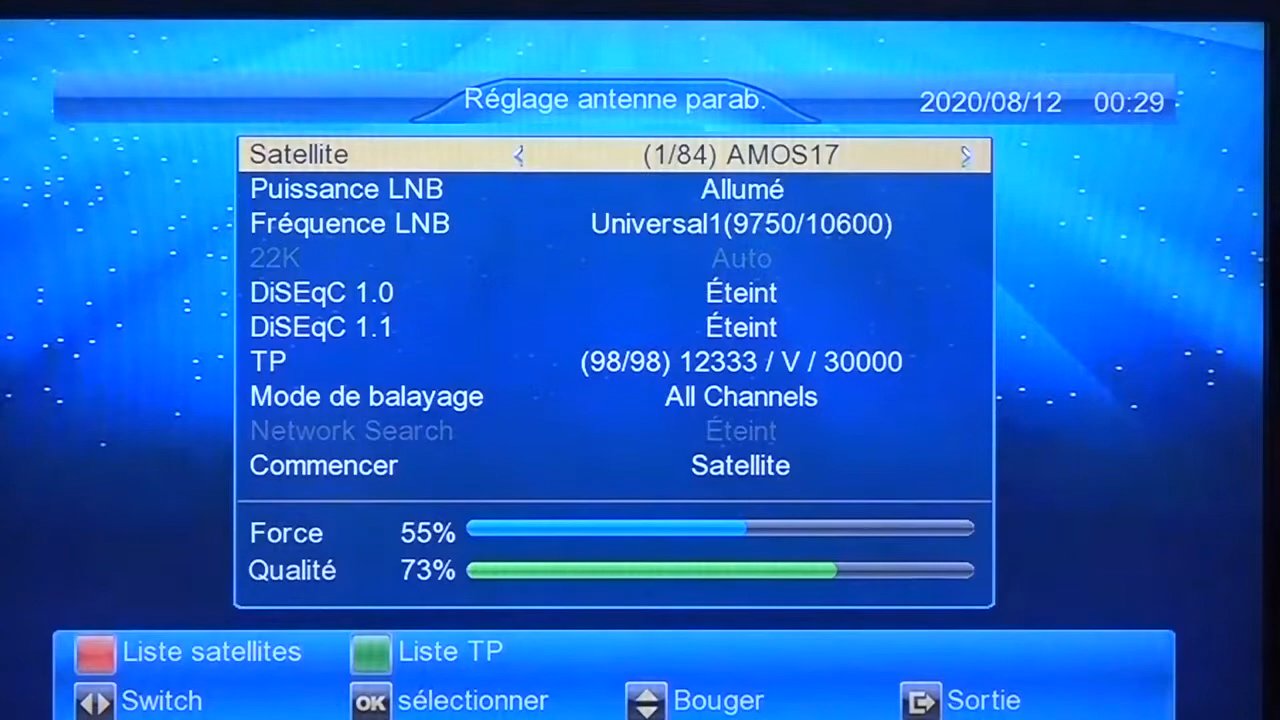 Réglage antenne parab. 2020/08/12 00:29
Satellite (1/84) AMOS17
Puissance LNB Allumé
Fréquence LNB Universal1(9750/10600)
22K Auto
DiSEqC 1.0 Éteint
DiSEqC 1.1 Éteint
TP (98/98) 12333 / V / 30000
Mode de balayage All Channels
Network Search Éteint
Commencer Satellite
Force 55%
Qualité 73%
Liste satellites Liste TP
Switch OK sélectionner Bouger Sortie